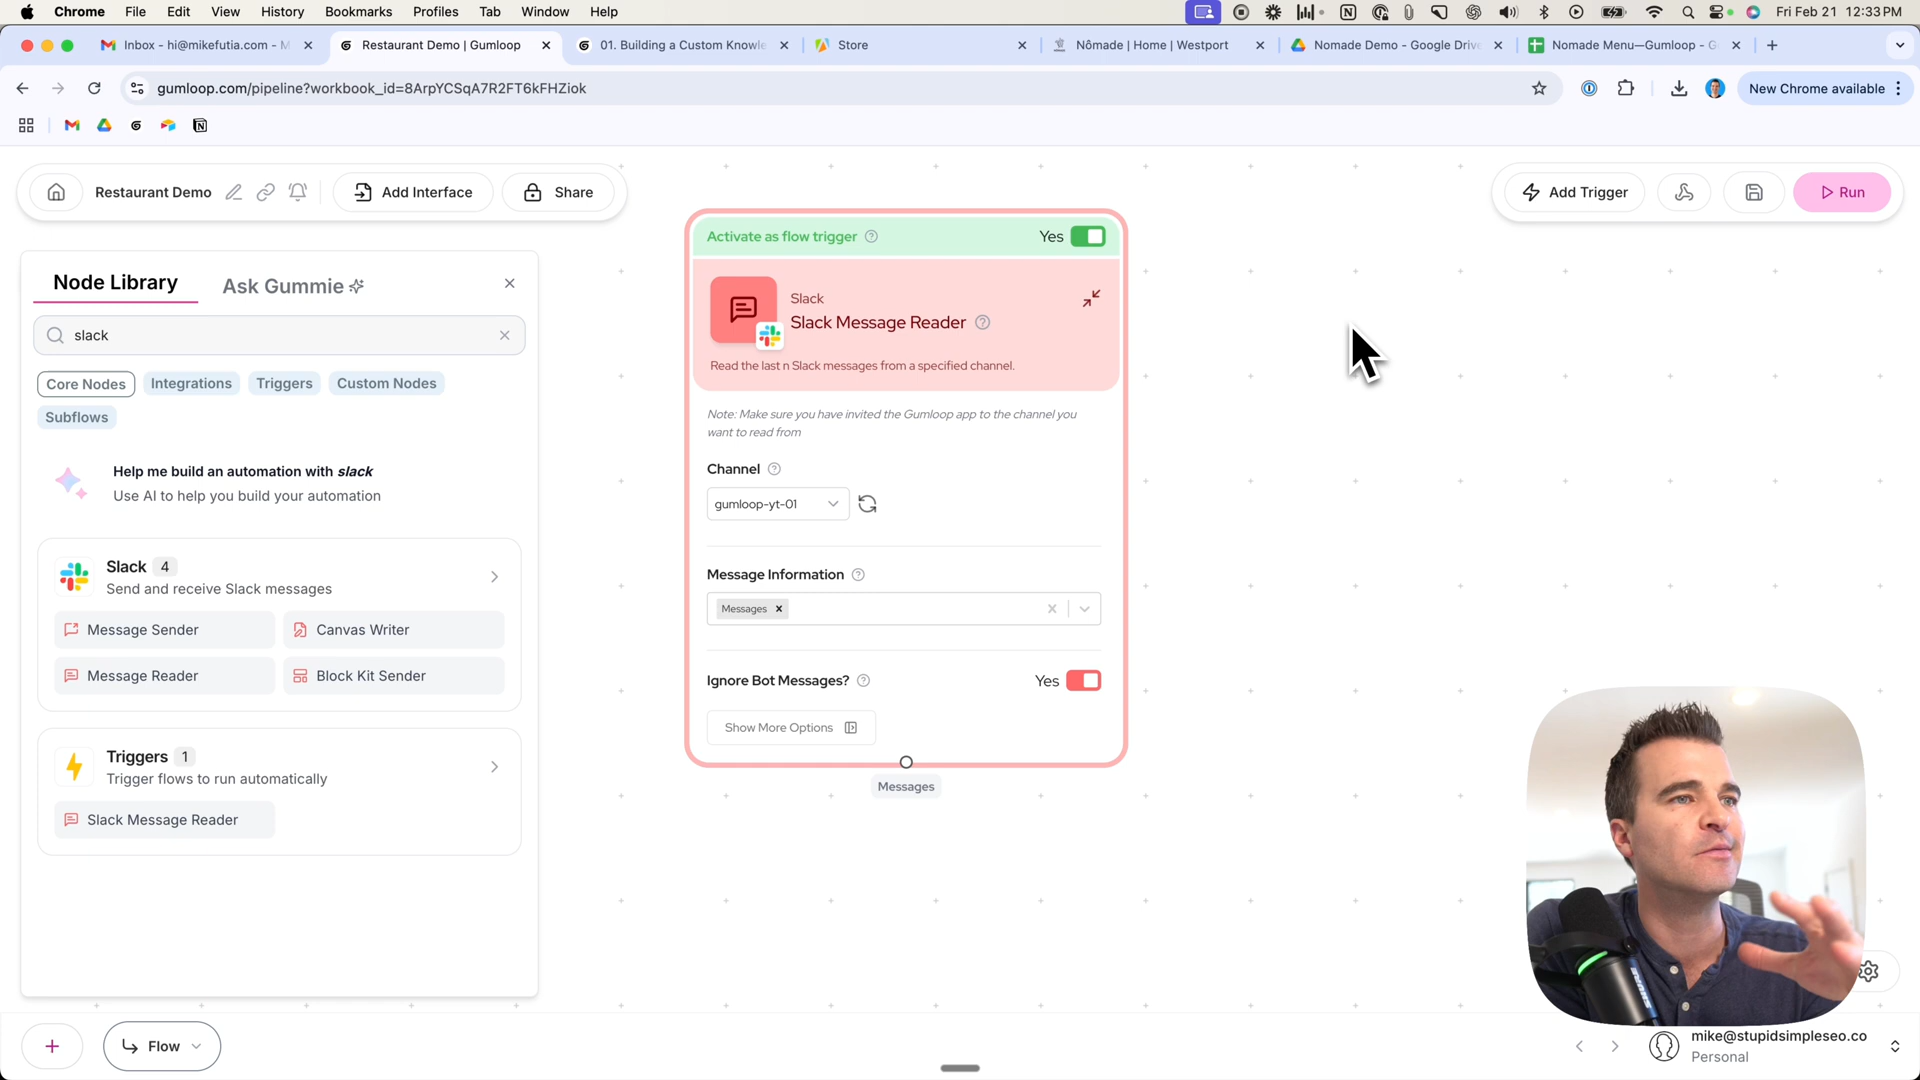 Chrome File Edit View History Bookmarks Profiles Tab Window Help Fri Feb 21 12:33 PM
Inbox - hi@mikefutia.com - M
Restaurant Demo | Gumloop
01. Building a Custom Knowle
Store
Nômade | Home | Westport
Nomade Demo - Google Drive
Nomade Menu—Gumloop - G
gumloop.com/pipeline?workbook_id=8ArpYCSqA7R2FT6kFHZiok
New Chrome available
Restaurant Demo
Add Interface
Share
Add Trigger
Run
Node Library
Ask Gummie
slack
Core Nodes
Integrations
Triggers
Custom Nodes
Subflows
Help me build an automation with slack
Use AI to help you build your automation
Slack 4
Send and receive Slack messages
Message Sender
Canvas Writer
Message Reader
Block Kit Sender
Triggers 1
Trigger flows to run automatically
Slack Message Reader
Activate as flow trigger
Yes
Slack
Slack Message Reader
Read the last n Slack messages from a specified channel.
Note: Make sure you have invited the Gumloop app to the channel you
want to read from
Channel
gumloop-yt-01
Message Information
Messages
Ignore Bot Messages?
Yes
Show More Options
Messages
Flow
mike@stupidsimpleseo.co
Personal